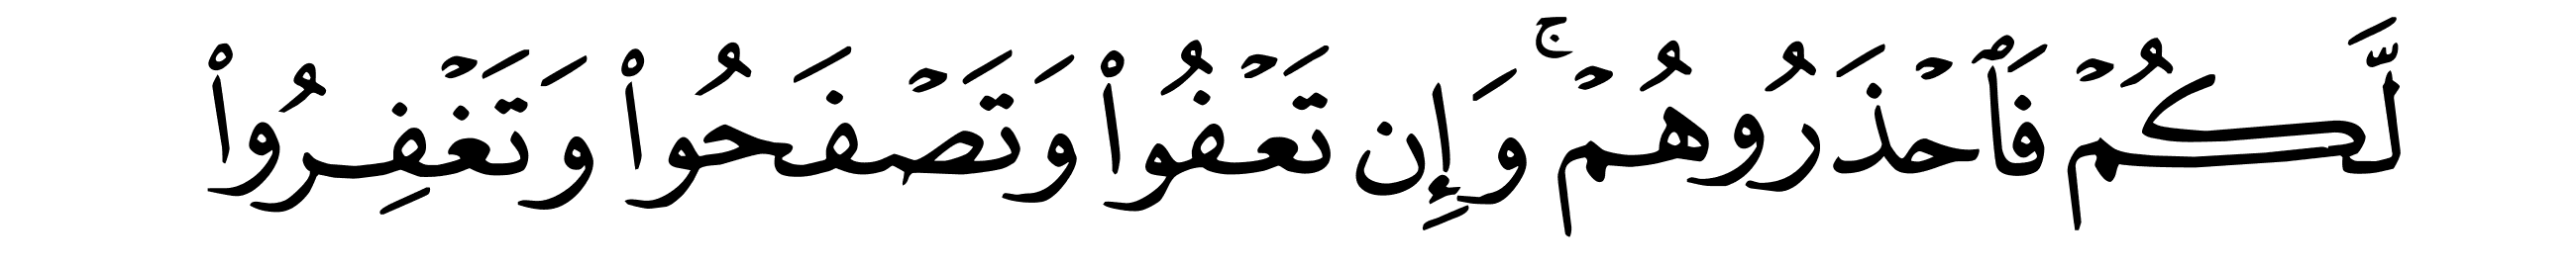 لَّكُمْ فَٱحْذَرُوهُمْ ۚ وَإِن تَعْفُوا۟ وَتَصْفَحُوا۟ وَتَغْفِرُوا۟